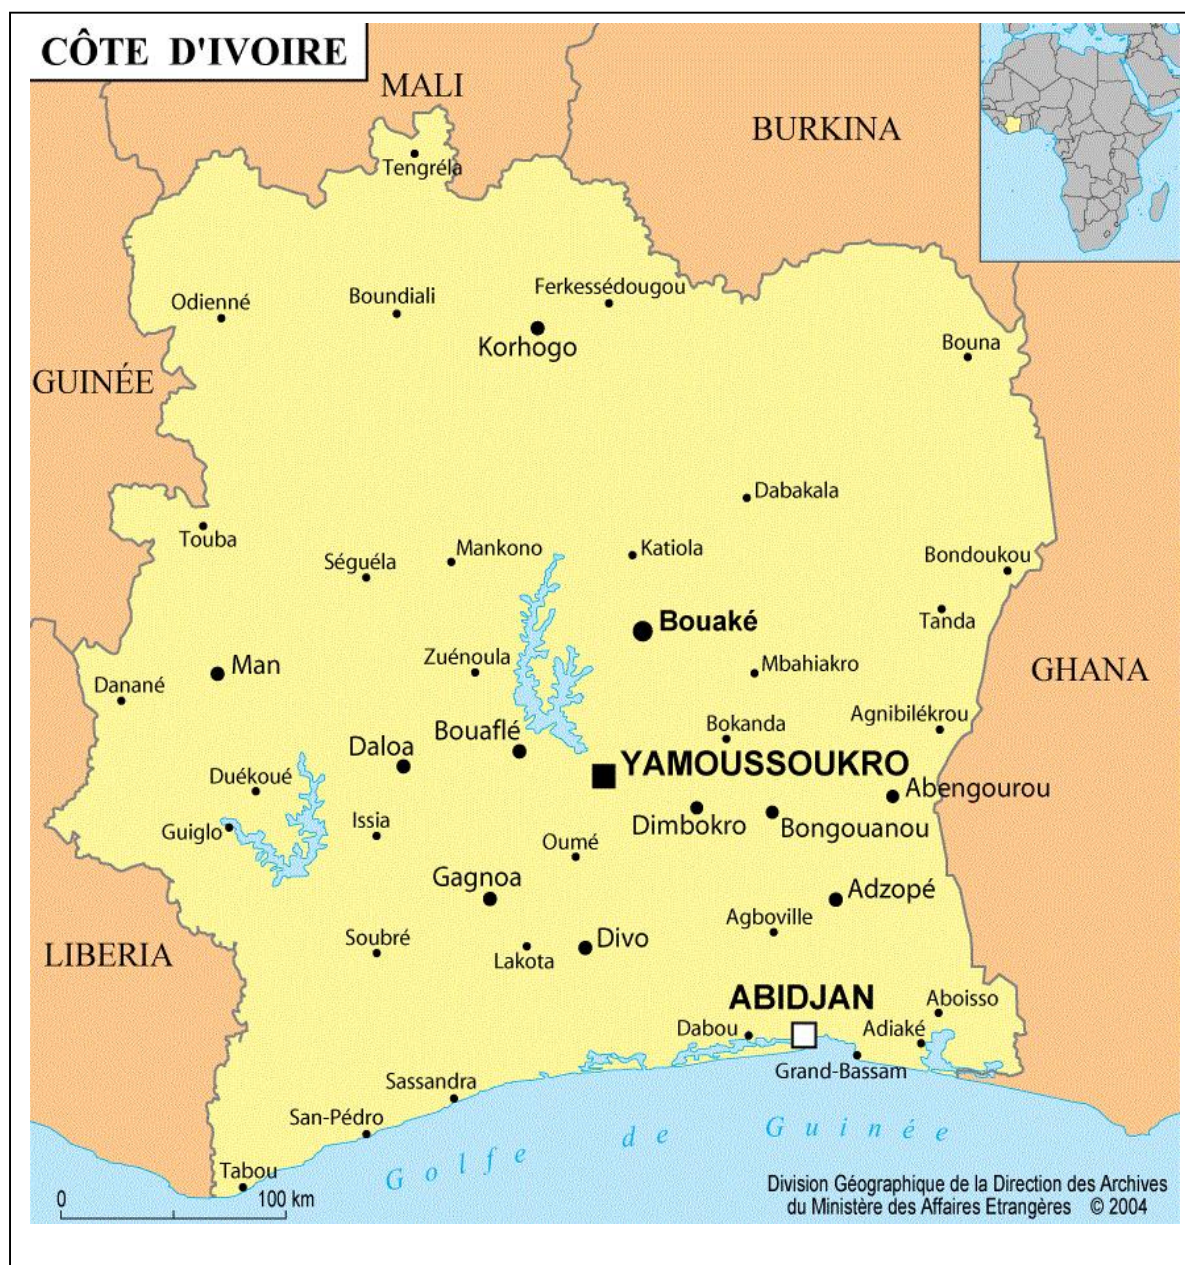 CÔTE D'IVOIRE
MALI
BURKINA
Tengréla
Ferkessédougou
Boundiali
Odienné
Korhogo
Bouna
GUINÉE
Dabakala
Touba
Mankono
Katiola
Séguéla
Bondoukou
Bouaké
Tanda
Zuénoula
Man
Mbahiakro
GHANA
Danané
Agnibilékrou
Bokanda
Bouaflé
Daloa
YAMOUSSOUKRO
Duékoué
Abengourou
Issia
Guiglo
Dimbokro
Bongouanou
Oumé
Gagnoa
Adzopé
Agboville
Soubré
Divo
LIBERIA
Lakota
ABIDJAN
Aboisso
Dabou
Adiaké
Grand-Bassam
Sassandra
San-Pédro
Golfe de Guinée
Tabou
0 100 km
Division Géographique de la Direction des Archives
du Ministère des Affaires Etrangères © 2004